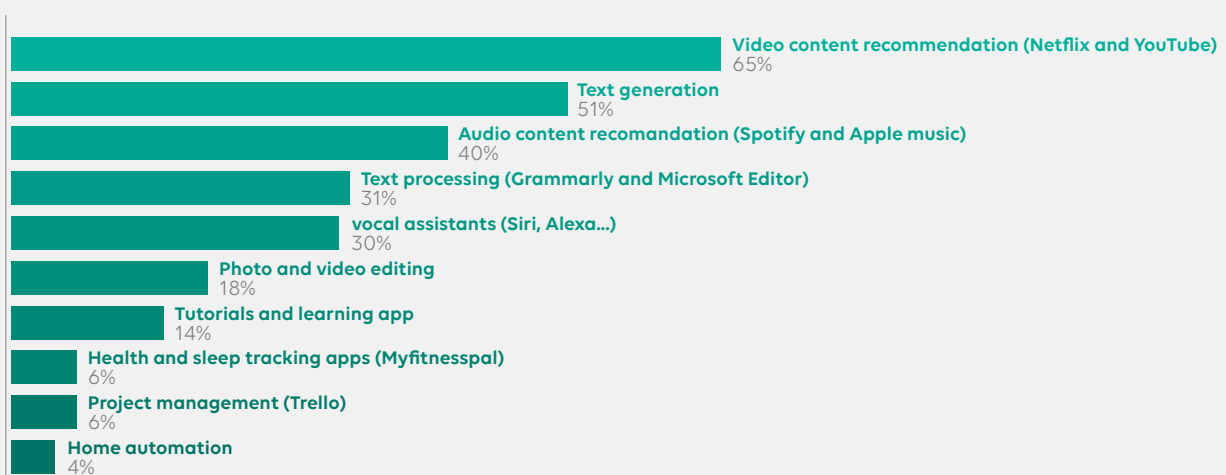 Video content recommendation (Netflix and YouTube)
65%
Text generation
51%
Audio content recomandation (Spotify and Apple music)
40%
Text processing (Grammarly and Microsoft Editor)
31%
vocal assistants (Siri, Alexa...)
30%
Photo and video editing
18%
Tutorials and learning app
14%
Health and sleep tracking apps (Myfitnesspal)
6%
Project management (Trello)
6%
Home automation
4%